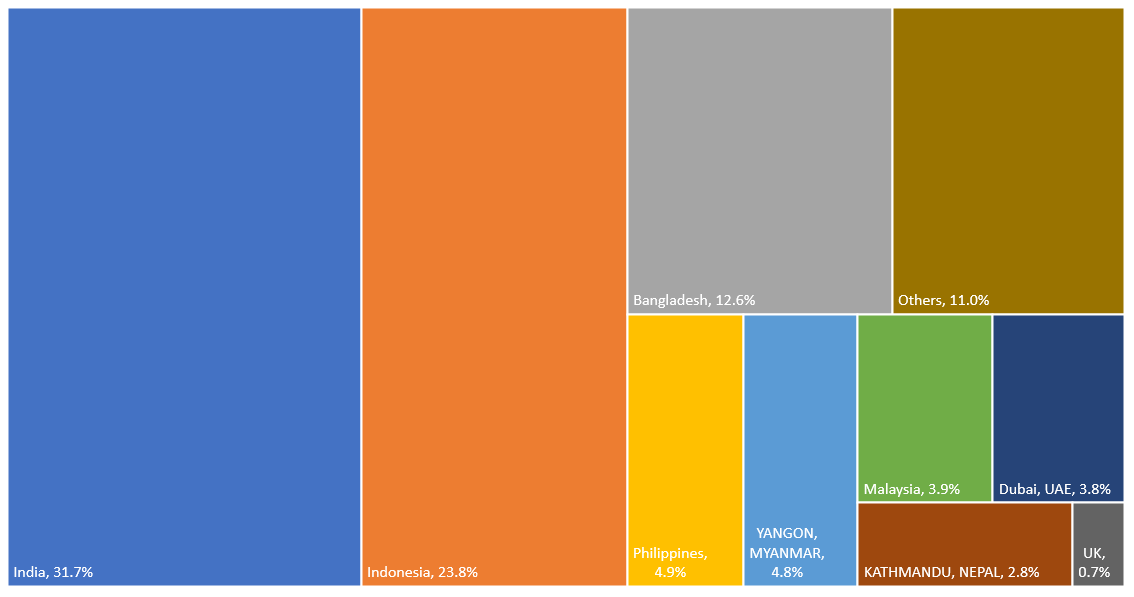 India, 31.7%
Indonesia, 23.8%
Bangladesh, 12.6%
Others, 11.0%
Philippines,
4.9%
YANGON,
MYANMAR,
4.8%
Malaysia, 3.9%
Dubai, UAE, 3.8%
KATHMANDU, NEPAL, 2.8%
UK,
0.7%